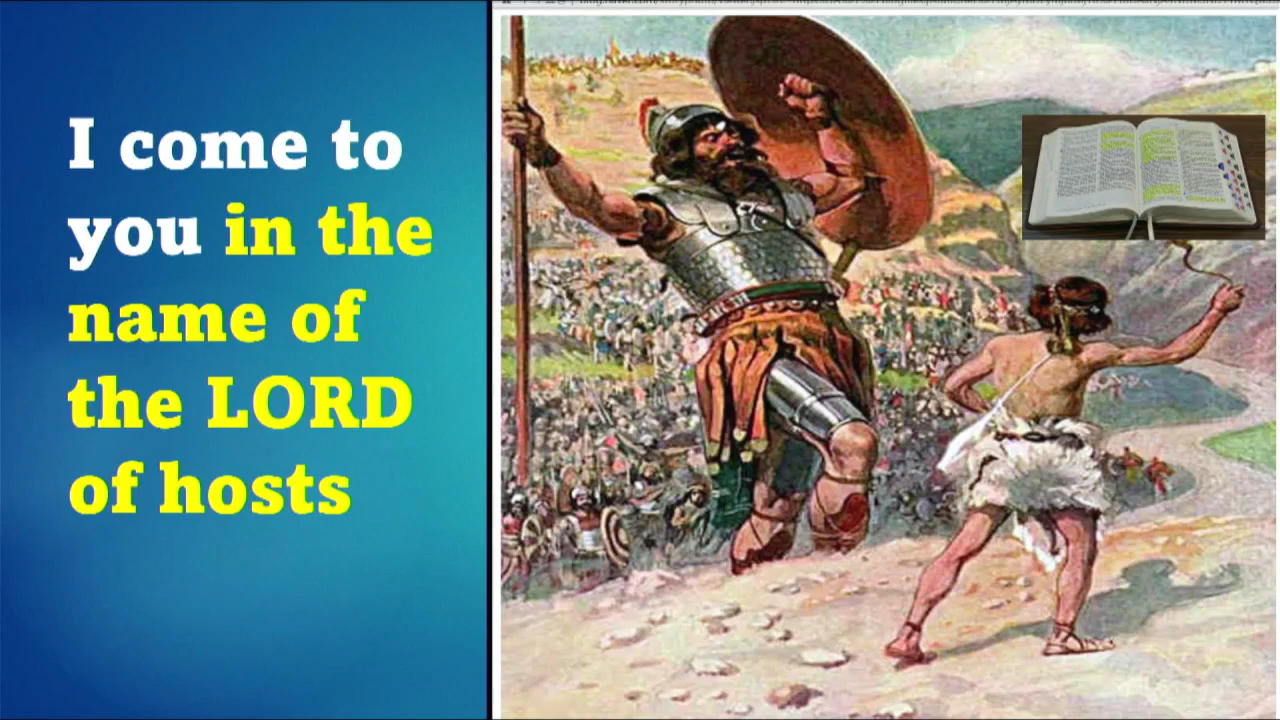 I come to
you in the
name of
the LORD
of hosts